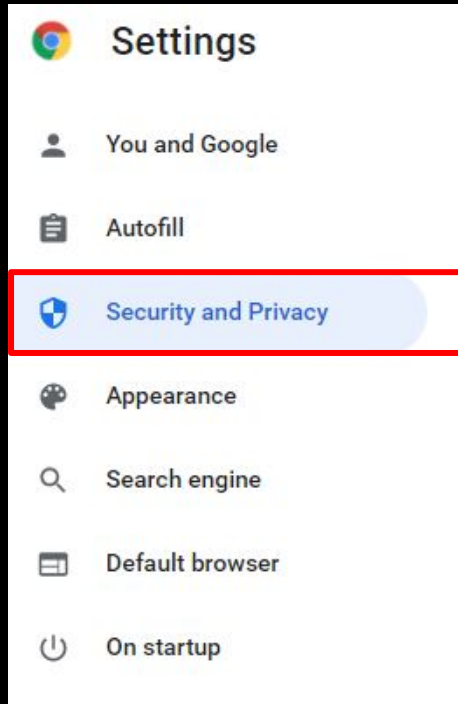 Settings
You and Google
Autofill
Security and Privacy
Appearance
Search engine
Default browser
On startup